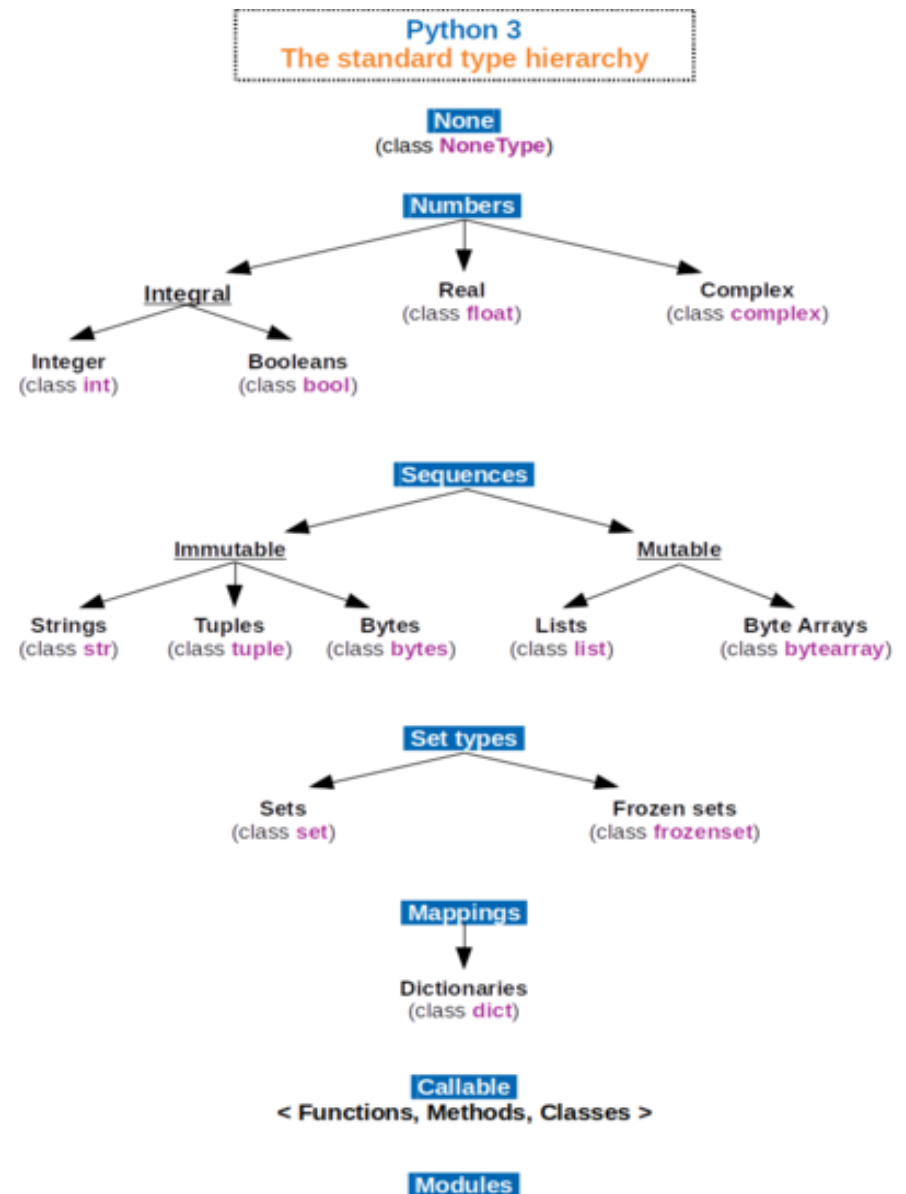 Python 3
The standard type hierarchy
None
(class NoneType)
Numbers
Integral
Real
(class float)
Complex
(class complex)
Integer
(class int)
Booleans
(class bool)
Sequences
Immutable
Mutable
Strings
(class str)
Tuples
(class tuple)
Bytes
(class bytes)
Lists
(class list)
Byte Arrays
(class bytearray)
Set types
Sets
(class set)
Frozen sets
(class frozenset)
Mappings
Dictionaries
(class dict)
Callable
< Functions, Methods, Classes >
Modules